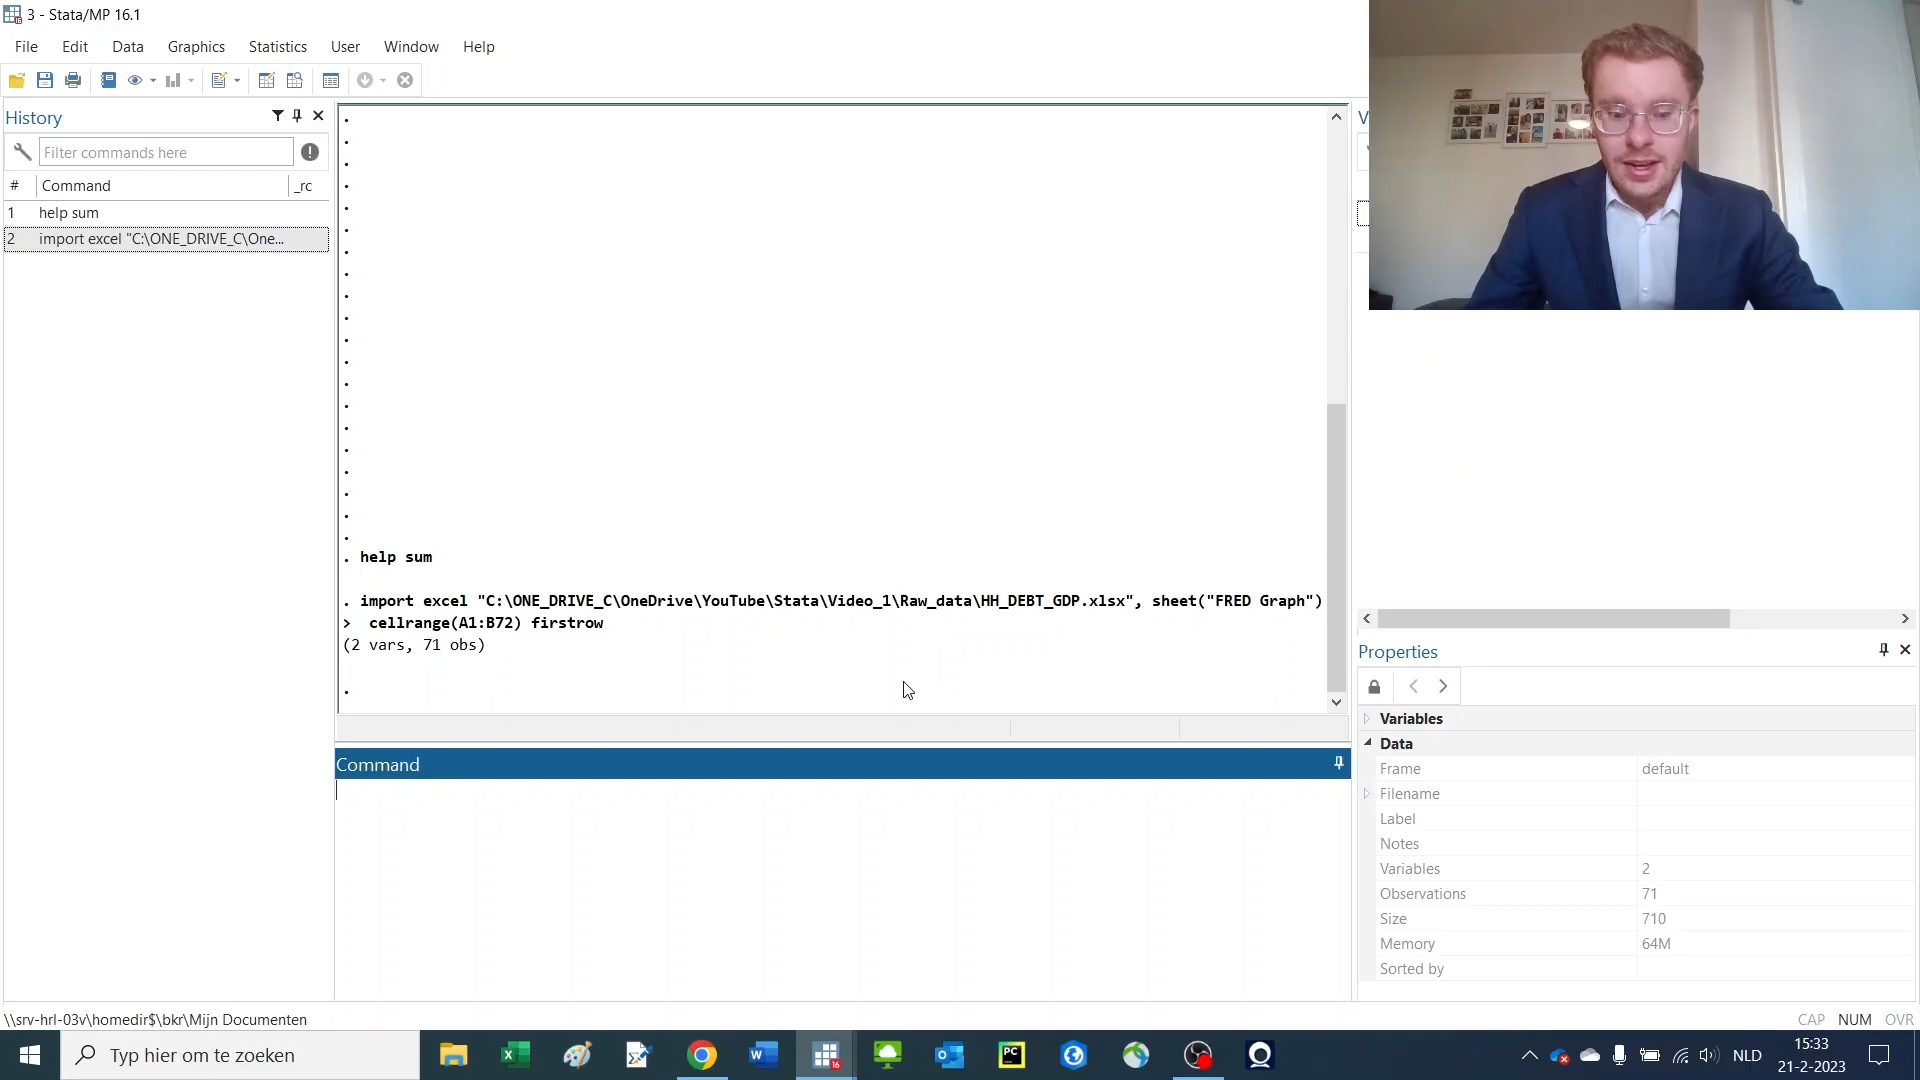 3 - Stata/MP 16.1
File Edit Data Graphics Statistics User Window Help
History
Filter commands here
# Command _rc
1 help sum
2 import excel "C:\ONE_DRIVE_C\One...
. help sum
. import excel "C:\ONE_DRIVE_C\OneDrive\YouTube\Stata\Video_1\Raw_data\HH_DEBT_GDP.xlsx", sheet("FRED Graph")
> cellrange(A1:B72) firstrow
(2 vars, 71 obs)
.
Command
V
Properties
Variables
Data
Frame default
Filename
Label
Notes
Variables 2
Observations 71
Size 710
Memory 64M
Sorted by
\\srv-hrl-03v\homedir$\bkr\Mijn Documenten
CAP NUM OVR
Typ hier om te zoeken
16
PC
NLD
15:33
21-2-2023